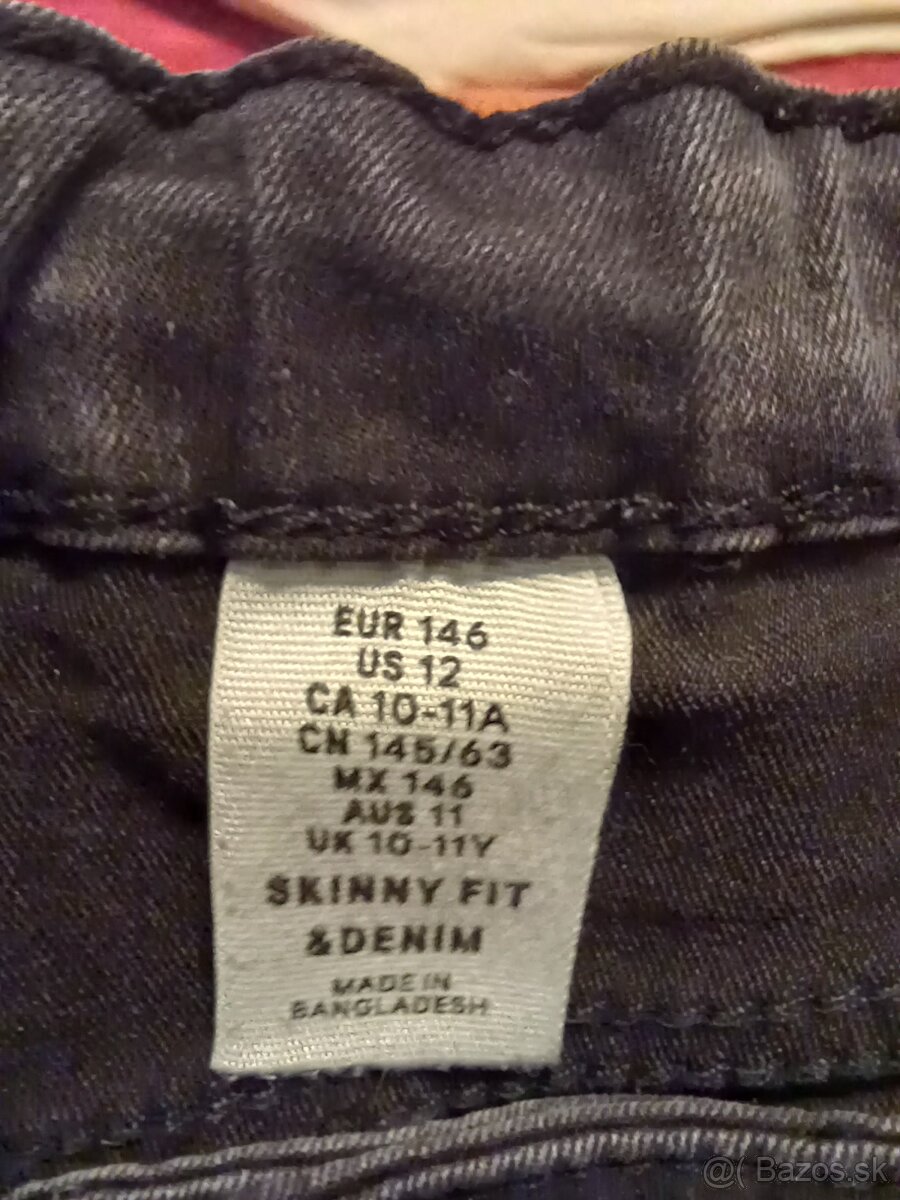 EUR 146
US 12
CA 10-11A
CN 145/63
MX 146
AUS 11
UK 10-11Y
SKINNY FIT
&DENIM
MADE IN
BANGLADESH
@( Bazos.sk